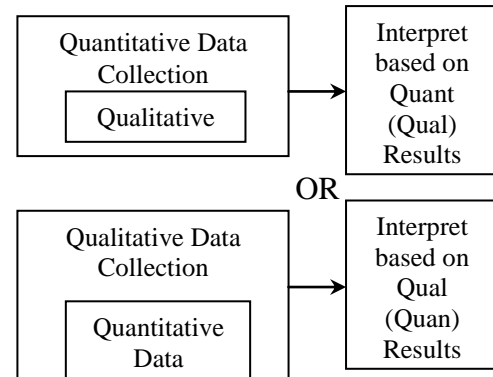 Quantitative Data
Collection
Qualitative
Interpret
based on
Quant
(Qual)
Results
OR
Qualitative Data
Collection
Quantitative
Data
Interpret
based on
Qual
(Quan)
Results